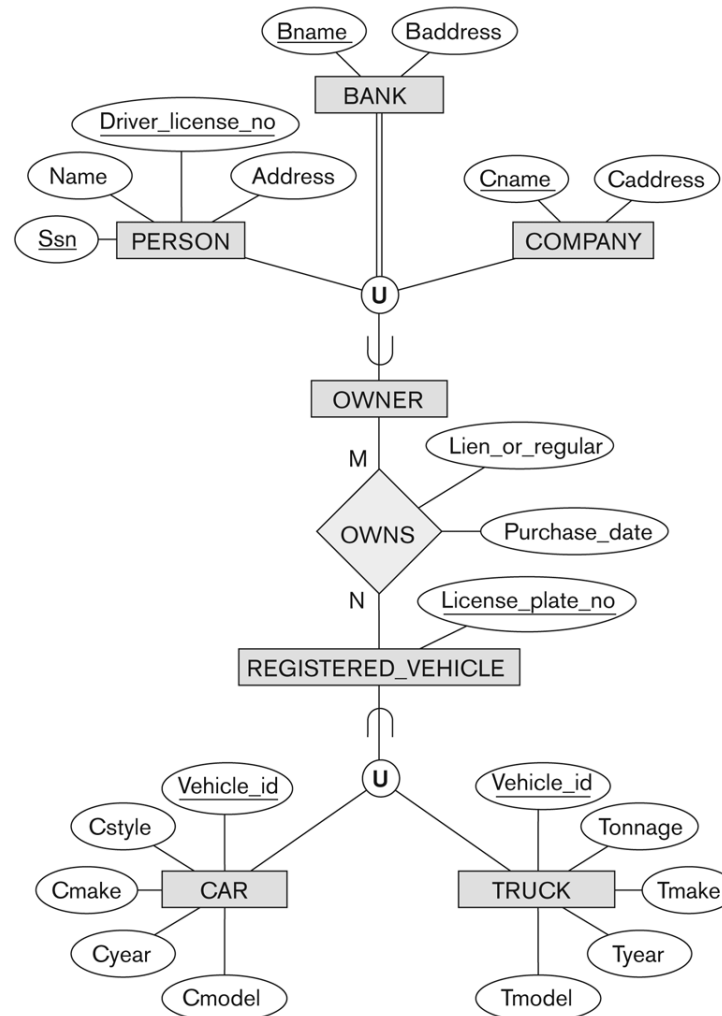 Bname
Baddress
BANK
Driver_license_no
Name
Address
Cname
Caddress
Ssn
PERSON
COMPANY
U
OWNER
M
Lien_or_regular
OWNS
Purchase_date
N
License_plate_no
REGISTERED_VEHICLE
U
Vehicle_id
Vehicle_id
Cstyle
Tonnage
Cmake
CAR
TRUCK
Tmake
Cyear
Tyear
Cmodel
Tmodel